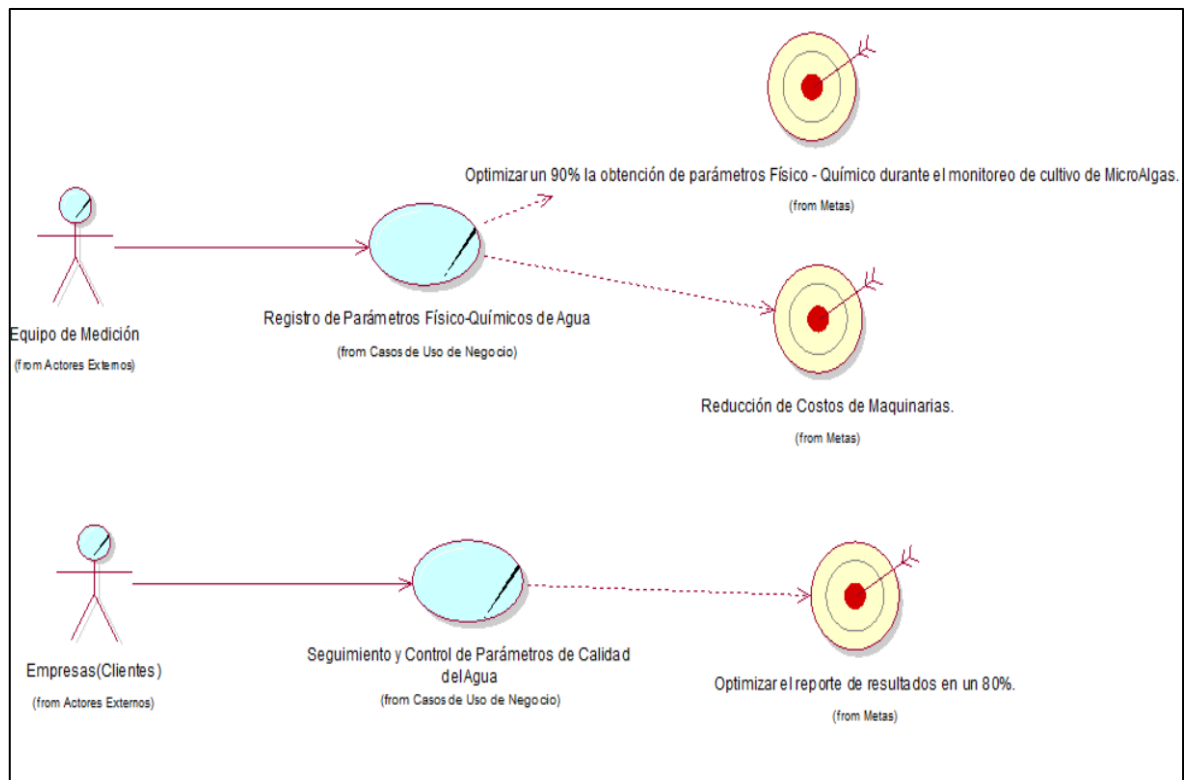 Optimizar un 90% la obtención de parámetros Físico - Químico durante el monitoreo de cultivo de MicroAlgas.
(from Metas)
Equipo de Medición
(from Actores Externos)
Registro de Parámetros Físico-Químicos de Agua
(from Casos de Uso de Negocio)
Reducción de Costos de Maquinarias.
(from Metas)
Empresas(Clientes)
(from Actores Externos)
Seguimiento y Control de Parámetros de Calidad
del Agua
(from Casos de Uso de Negocio)
Optimizar el reporte de resultados en un 80%.
(from Metas)